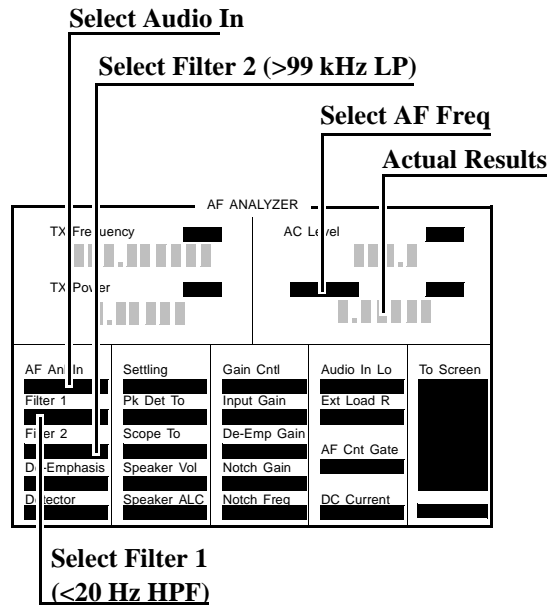 Select Audio In
Select Filter 2 (>99 kHz LP)
Select AF Freq
Actual Results
AF ANALYZER
TX Frequency
AC Level
TX Power
AF Anl In
Settling
Gain Cntl
Audio In Lo
To Screen
Filter 1
Pk Det To
Input Gain
Ext Load R
Filter 2
Scope To
De-Emp Gain
AF Cnt Gate
De-Emphasis
Speaker Vol
Notch Gain
Detector
Speaker ALC
Notch Freq
DC Current
Select Filter 1
(<20 Hz HPF)